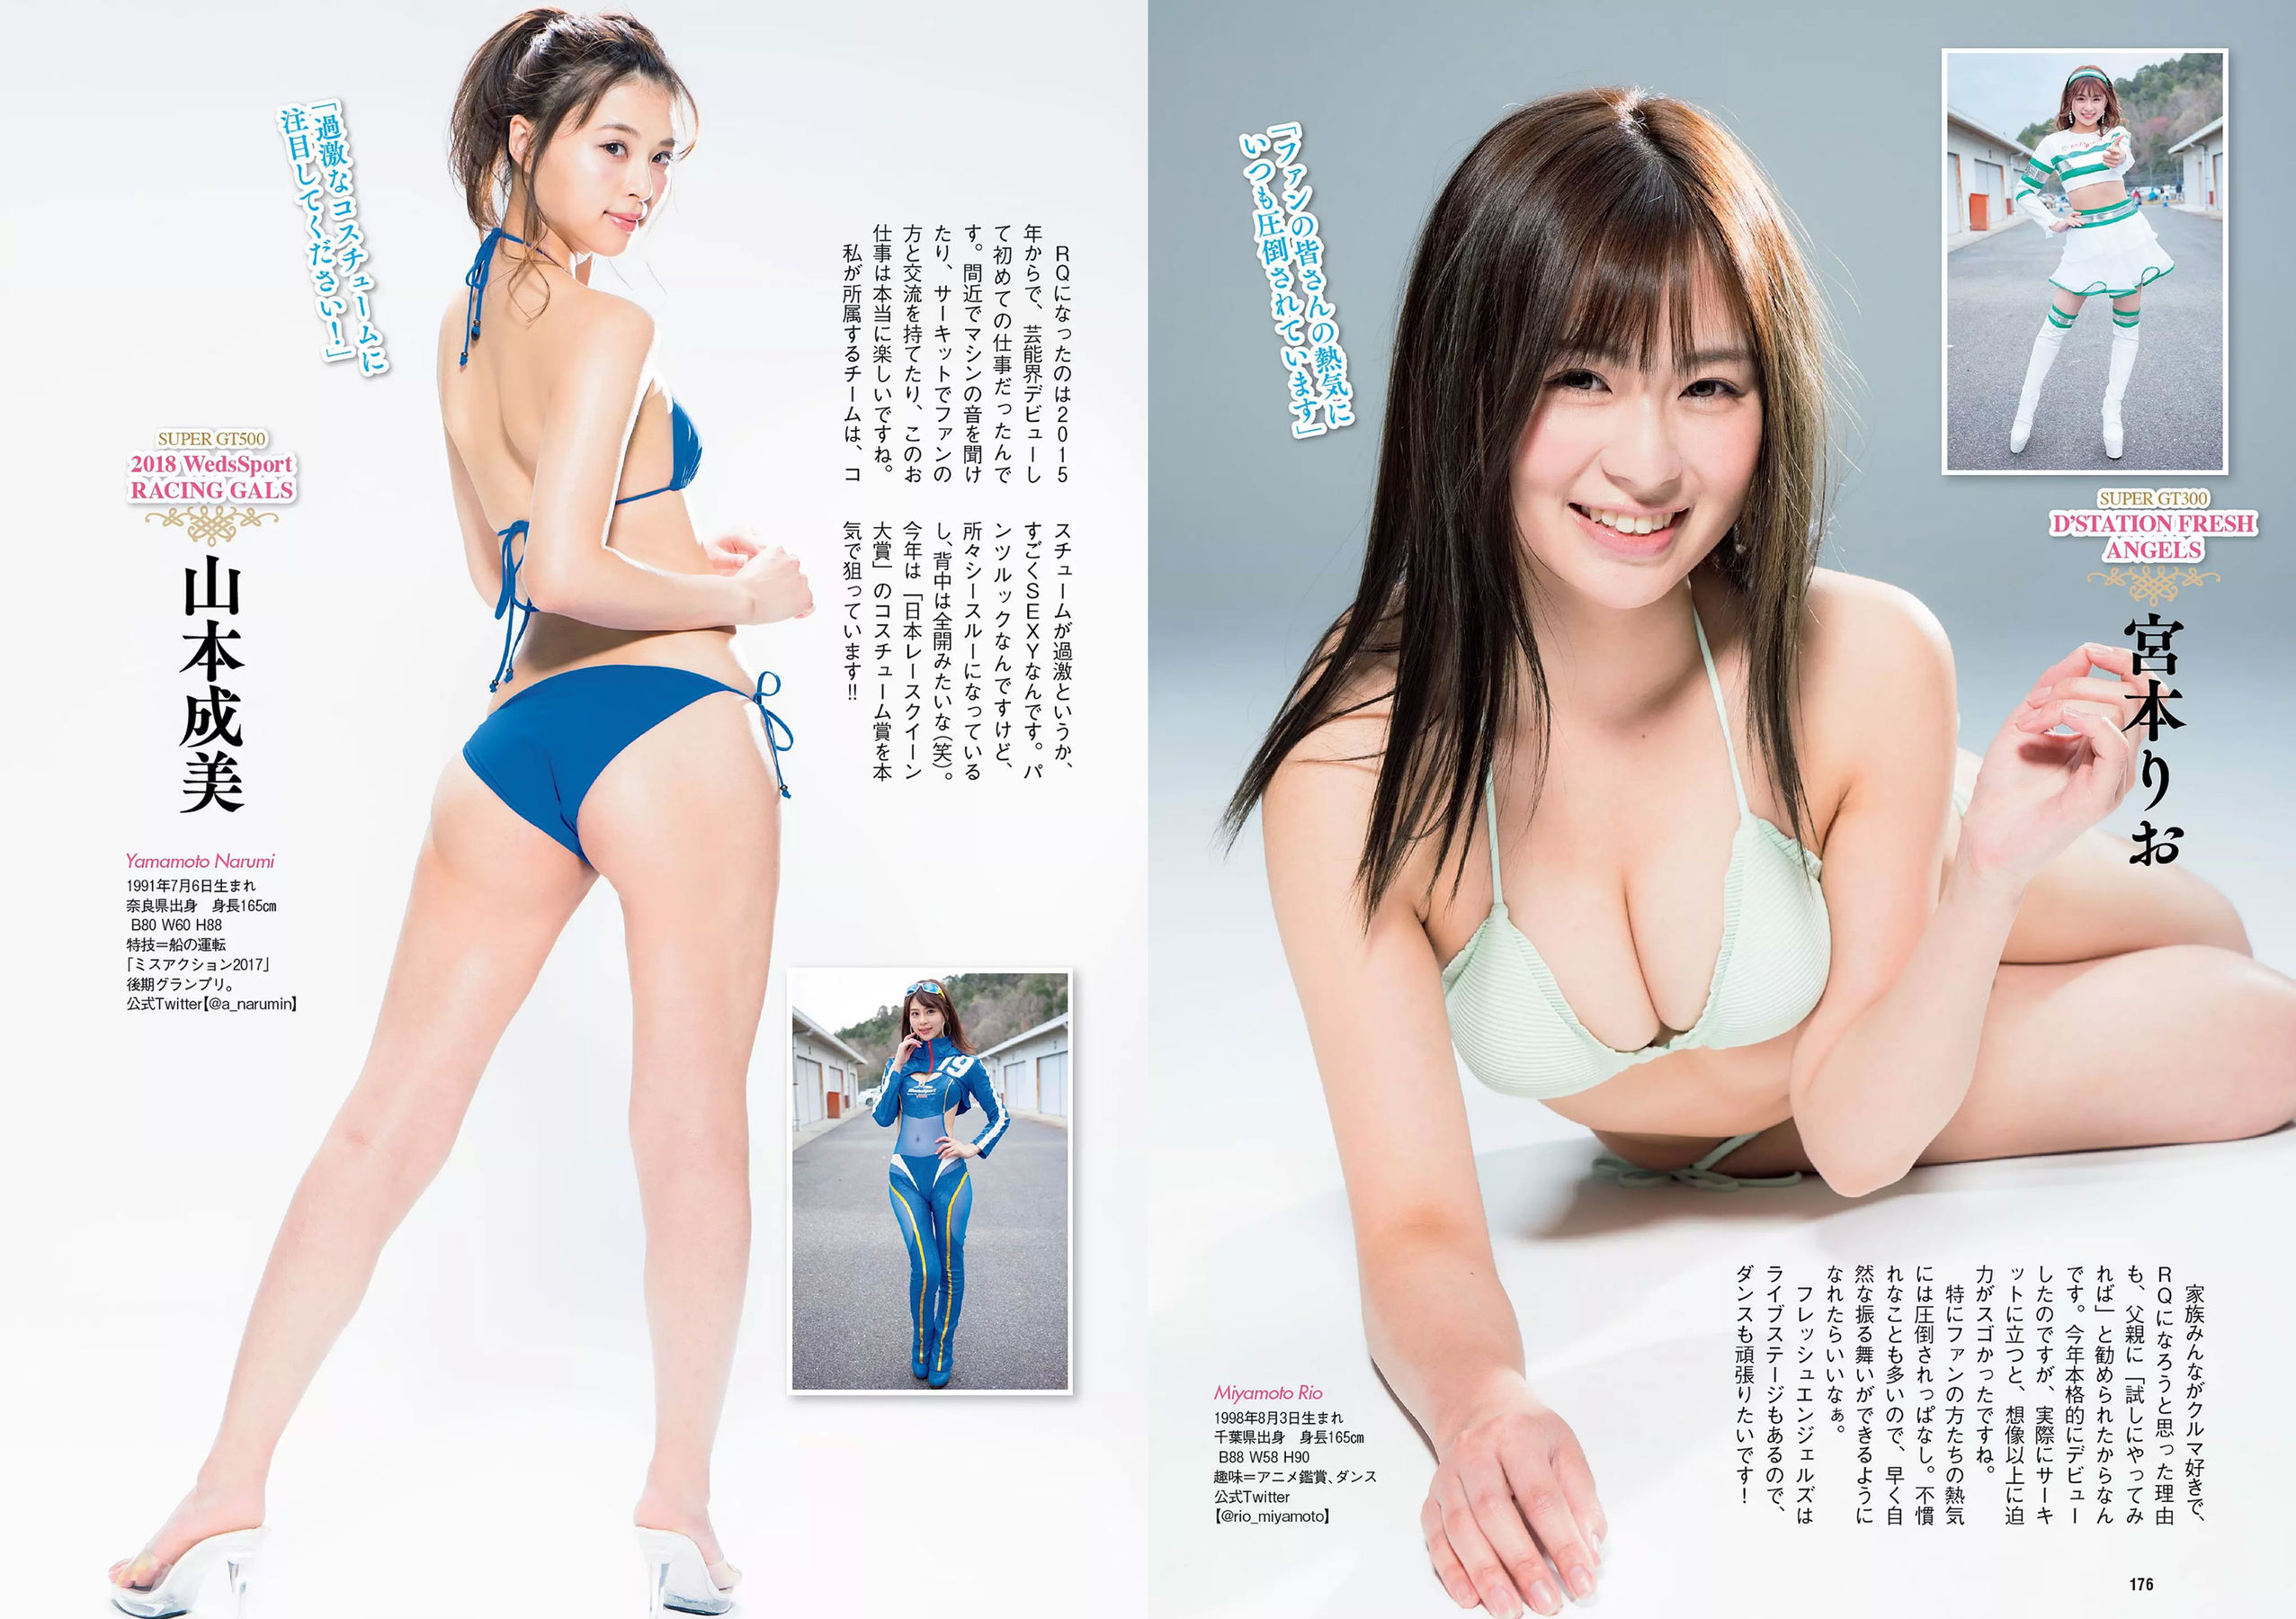 「ファンの皆さんの熱気に
いつも圧倒されています」
SUPER GT300
D'STATION FRESH
ANGELS
宮本りお
家族みんながクルマ好きで、
RQになろうと思った理由
も、父親に「試しにやってみ
れば」と勧められたからなん
です。今年本格的にデビュー
したのですが、実際にサーキ
ットに立つと、想像以上に迫
力がスゴかったですね。
特にファンの方たちの熱気
には圧倒されっぱなし。不慣
れなことも多いので、早く自
然な振る舞いができるように
なれたらいいなぁ。
フレッシュエンジェルズは
ライブステージもあるので、
ダンスも頑張りたいです!
Miyamoto Rio
1998年8月3日生まれ
千葉県出身 身長165㎝
B88 W58 H90
趣味=アニメ鑑賞、ダンス
公式Twitter
【@rio_miyamoto】
176
「過激なコスチュームに
注目してください!」
SUPER GT500
2018 WedsSport
RACING GALS
山本成美
RQになったのは2015
年からで、芸能界デビューし
て初めての仕事だったんで
す。間近でマシンの音を聞け
たり、サーキットでファンの
方と交流を持てたり、このお
仕事は本当に楽しいですね。
私が所属するチームは、コ
スチュームが過激というか、
すごくSEXYなんです。パ
ンツルックなんですけど、
所々シースルーになっている
し、背中は全開みたいな(笑)。
今年は「日本レースクイーン
大賞」のコスチューム賞を本
気で狙っています!!
Yamamoto Narumi
1991年7月6日生まれ
奈良県出身 身長165㎝
B80 W60 H88
特技=船の運転
「ミスアクション2017」
後期グランプリ。
公式Twitter【@a_narumin】
19